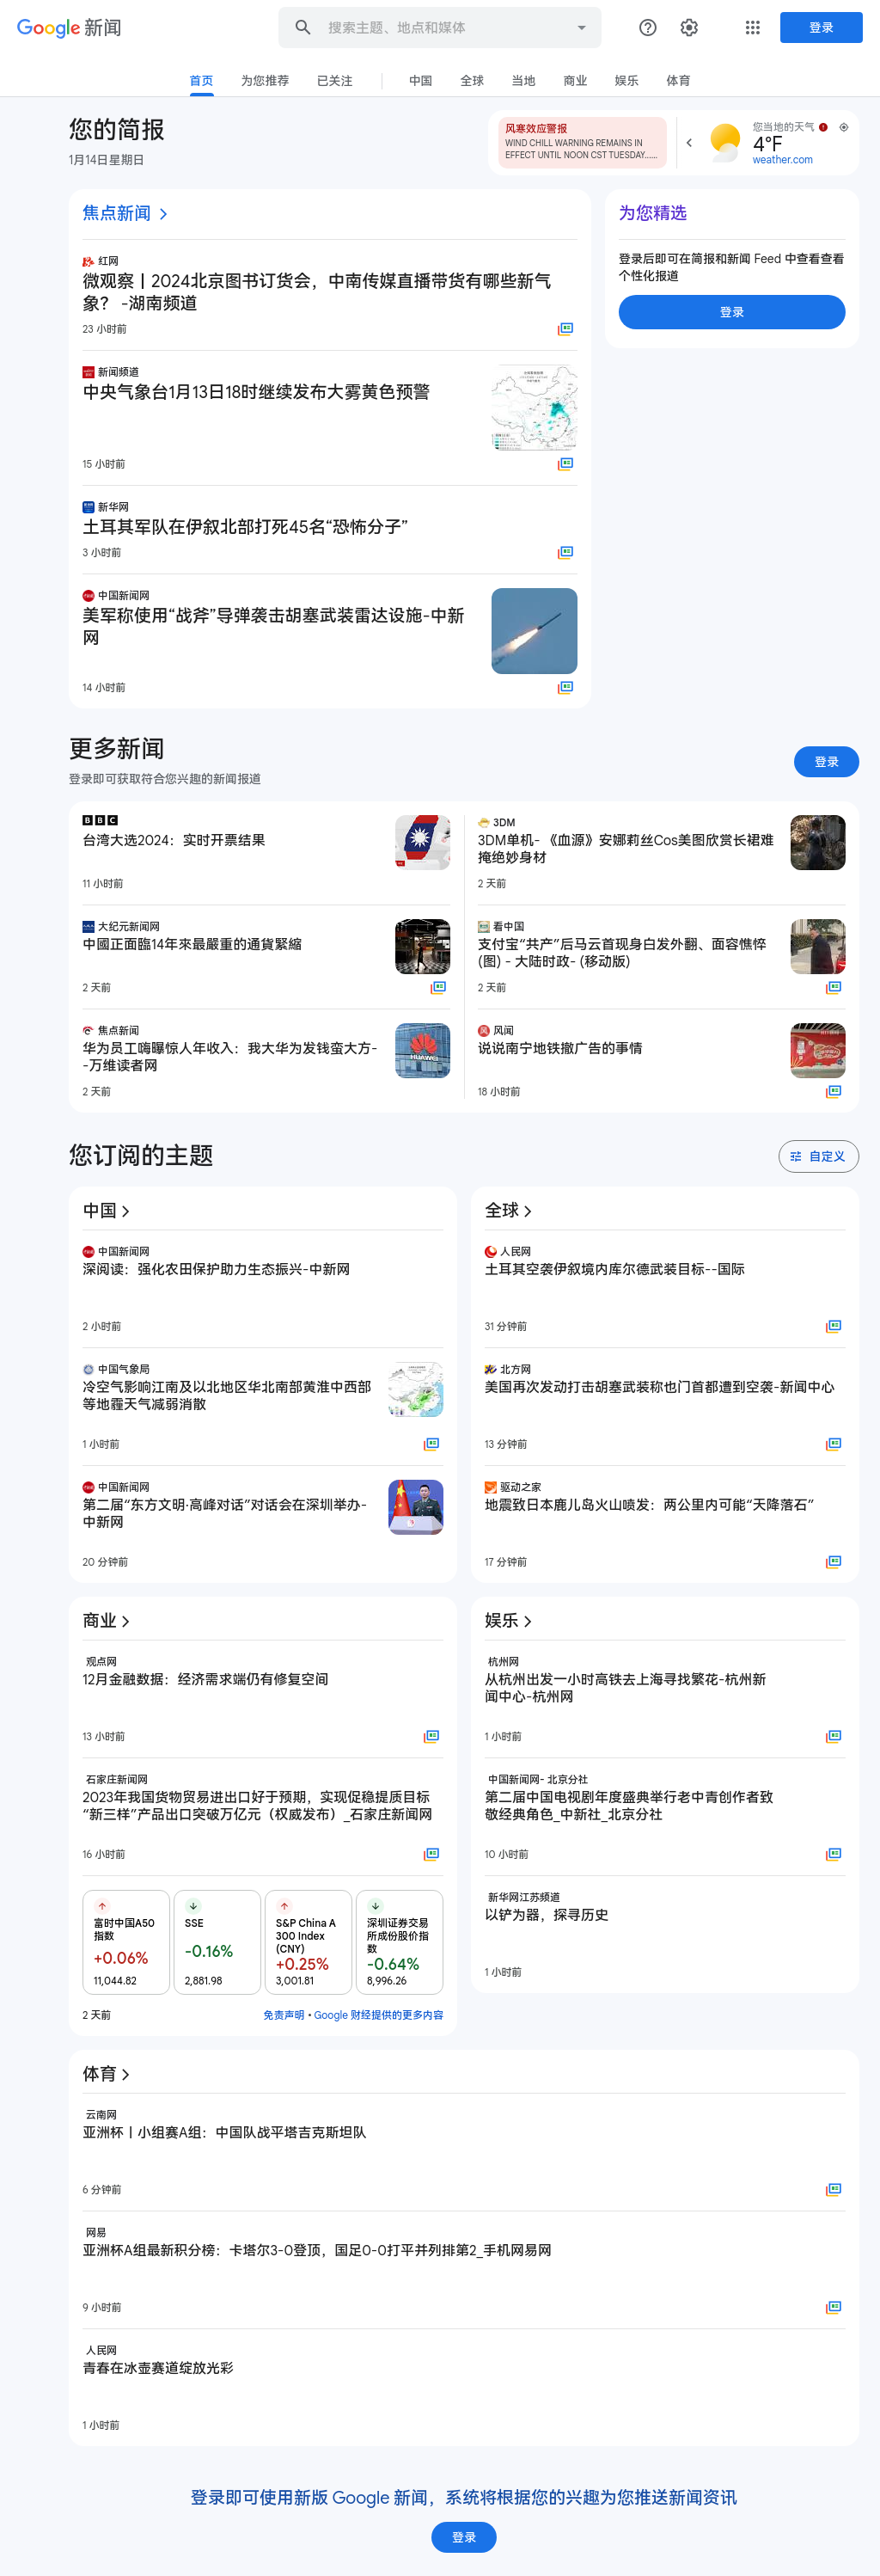 Google 新闻
搜索主题、地点和媒体
登录
首页
为您推荐
已关注
中国
全球
当地
商业
娱乐
体育
您的简报
1月14日星期日
风寒效应警报
WIND CHILL WARNING REMAINS IN
EFFECT UNTIL NOON CST TUESDAY......
您当地的天气
4°F
weather.com
焦点新闻
红网
微观察丨2024北京图书订货会，中南传媒直播带货有哪些新气
象？ -湖南频道
23 小时前
新闻频道
中央气象台1月13日18时继续发布大雾黄色预警
15 小时前
新华网
土耳其军队在伊叙北部打死45名“恐怖分子”
3 小时前
中国新闻网
美军称使用“战斧”导弹袭击胡塞武装雷达设施-中新
网
14 小时前
为您精选
登录后即可在简报和新闻 Feed 中查看查看
个性化报道
登录
更多新闻
登录即可获取符合您兴趣的新闻报道
登录
BBC
台湾大选2024：实时开票结果
11 小时前
大纪元新闻网
中國正面臨14年來最嚴重的通貨緊縮
2 天前
焦点新闻
华为员工嗨曝惊人年收入：我大华为发钱蛮大方-
-万维读者网
2 天前
3DM
3DM单机- 《血源》安娜莉丝Cos美图欣赏长裙难
掩绝妙身材
2 天前
看中国
支付宝“共产”后马云首现身白发外翻、面容憔悴
(图) - 大陆时政- (移动版)
2 天前
风闻
说说南宁地铁撤广告的事情
18 小时前
您订阅的主题
自定义
中国
中国新闻网
深阅读：强化农田保护助力生态振兴-中新网
2 小时前
中国气象局
冷空气影响江南及以北地区华北南部黄淮中西部
等地霾天气减弱消散
1 小时前
中国新闻网
第二届“东方文明·高峰对话”对话会在深圳举办-
中新网
20 分钟前
全球
人民网
土耳其空袭伊叙境内库尔德武装目标--国际
31 分钟前
北方网
美国再次发动打击胡塞武装称也门首都遭到空袭-新闻中心
13 分钟前
驱动之家
地震致日本鹿儿岛火山喷发：两公里内可能“天降落石”
17 分钟前
商业
观点网
12月金融数据：经济需求端仍有修复空间
13 小时前
石家庄新闻网
2023年我国货物贸易进出口好于预期，实现促稳提质目标
“新三样”产品出口突破万亿元（权威发布）_石家庄新闻网
16 小时前
富时中国A50
指数
+0.06%
11,044.82
SSE
-0.16%
2,881.98
S&P China A
300 Index
(CNY)
+0.25%
3,001.81
深圳证券交易
所成份股价指
数
-0.64%
8,996.26
2 天前
免责声明 • Google 财经提供的更多内容
娱乐
杭州网
从杭州出发一小时高铁去上海寻找繁花-杭州新
闻中心-杭州网
1 小时前
中国新闻网- 北京分社
第二届中国电视剧年度盛典举行老中青创作者致
敬经典角色_中新社_北京分社
10 小时前
新华网江苏频道
以铲为器，探寻历史
1 小时前
体育
云南网
亚洲杯丨小组赛A组：中国队战平塔吉克斯坦队
6 分钟前
网易
亚洲杯A组最新积分榜：卡塔尔3-0登顶，国足0-0打平并列排第2_手机网易网
9 小时前
人民网
青春在冰壶赛道绽放光彩
1 小时前
登录即可使用新版 Google 新闻，系统将根据您的兴趣为您推送新闻资讯
登录